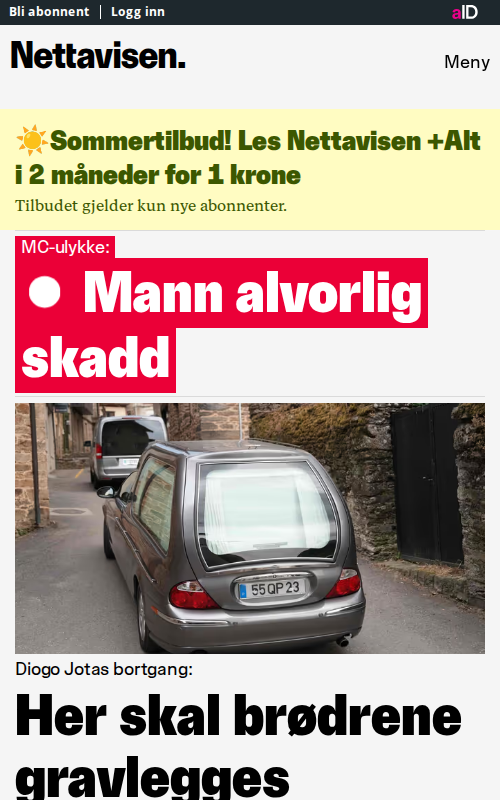 Bli abonnent
Logg inn
aID
Nettavisen.
Meny
☀️Sommertilbud! Les Nettavisen +Alt
i 2 måneder for 1 krone
Tilbudet gjelder kun nye abonnenter.
MC-ulykke:
Mann alvorlig
skadd
55 QP 23
Diogo Jotas bortgang:
Her skal brødrene
gravlegges